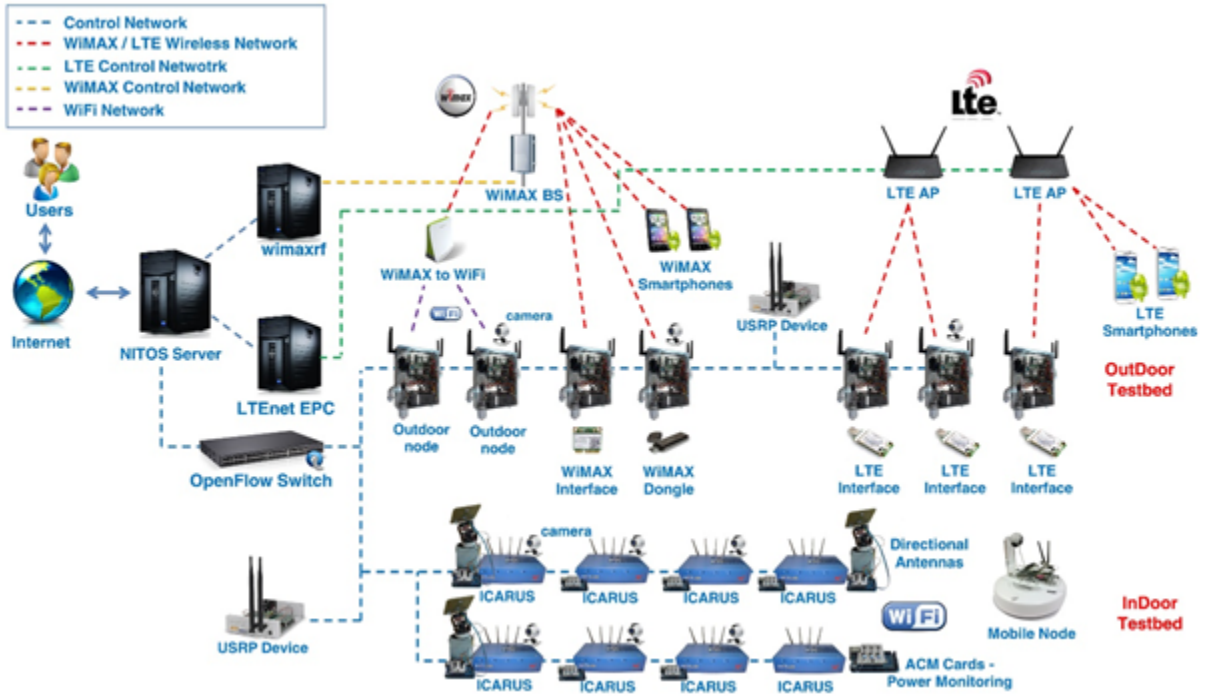 Control Network
WiMAX / LTE Wireless Network
LTE Control Netwotrk
WiMAX Control Network
WiFi Network
wimax
Lte
Users
WiMAX BS
LTE AP
LTE AP
wimaxrf
WiMAX to WiFi
WiMAX
Smartphones
LTE
Smartphones
Internet
NITOS Server
WiFi
camera
USRP Device
OutDoor
Testbed
LTEnet EPC
Outdoor
node
Outdoor
node
WiMAX
Interface
WiMAX
Dongle
LTE
Interface
LTE
Interface
LTE
Interface
OpenFlow Switch
camera
Directional
Antennas
ICARUS
ICARUS
ICARUS
ICARUS
WiFi
Mobile Node
InDoor
Testbed
USRP Device
ICARUS
ICARUS
ICARUS
ICARUS
ACM Cards -
Power Monitoring